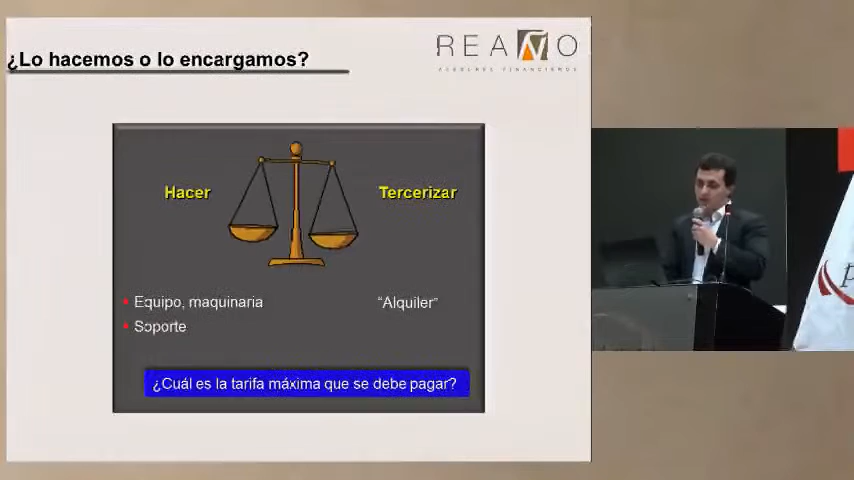 ¿Lo hacemos o lo encargamos?
REAÑO
ASESORES FINANCIEROS
Hacer
Tercerizar
• Equipo, maquinaria
“Alquiler”
• Soporte
¿Cuál es la tarifa máxima que se debe pagar?